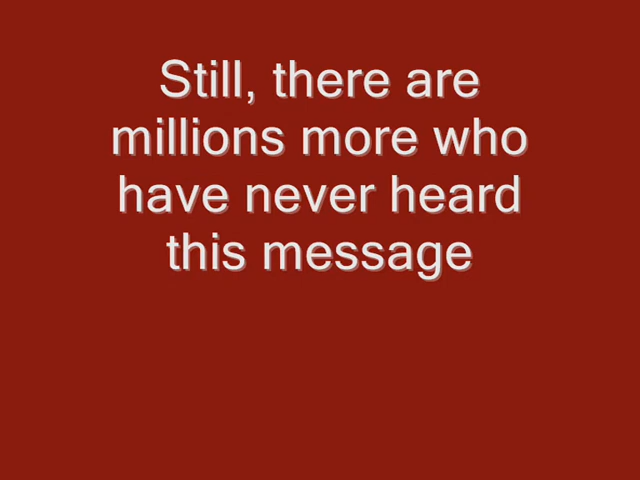 Still, there are
millions more who
have never heard
this message